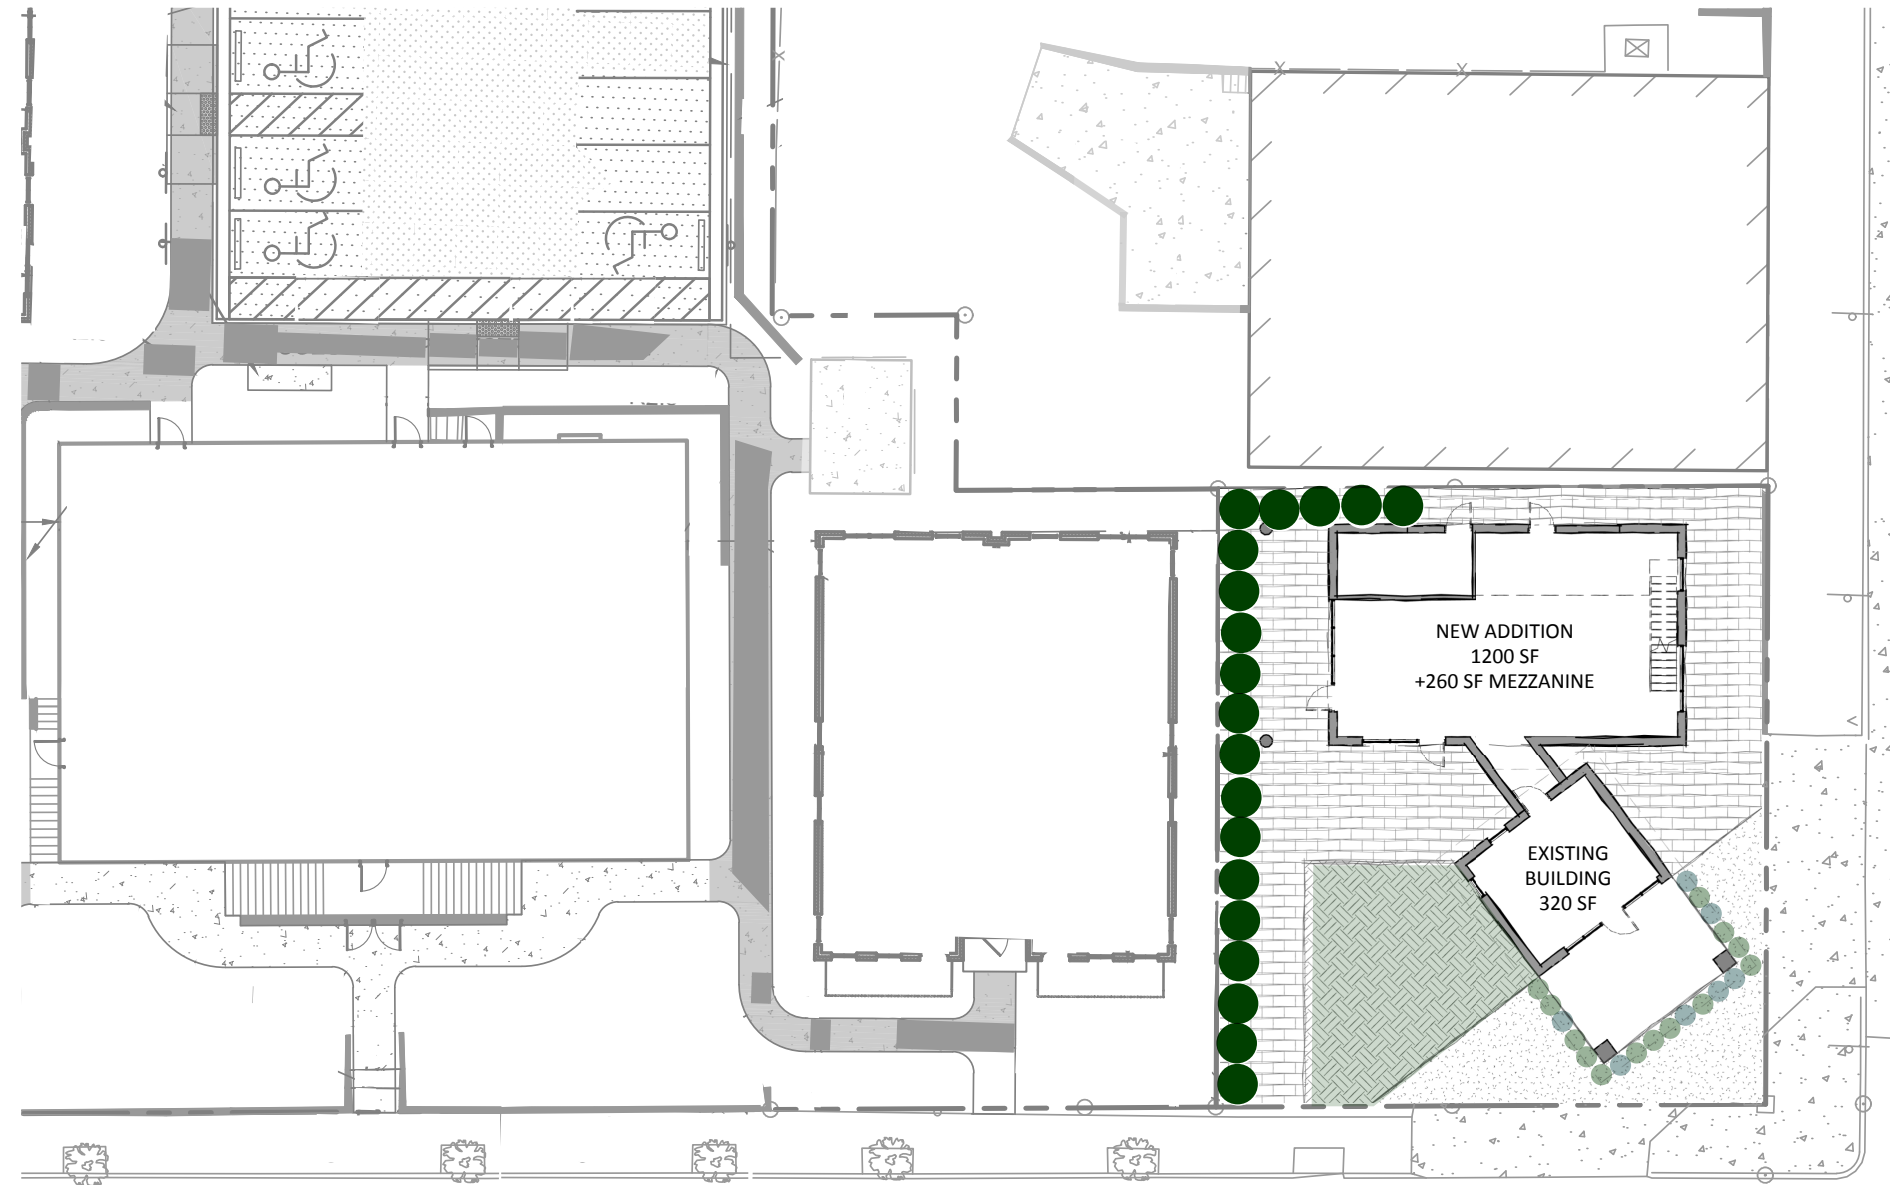 NEW ADDITION
1200 SF
+260 SF MEZZANINE
EXISTING
BUILDING
320 SF